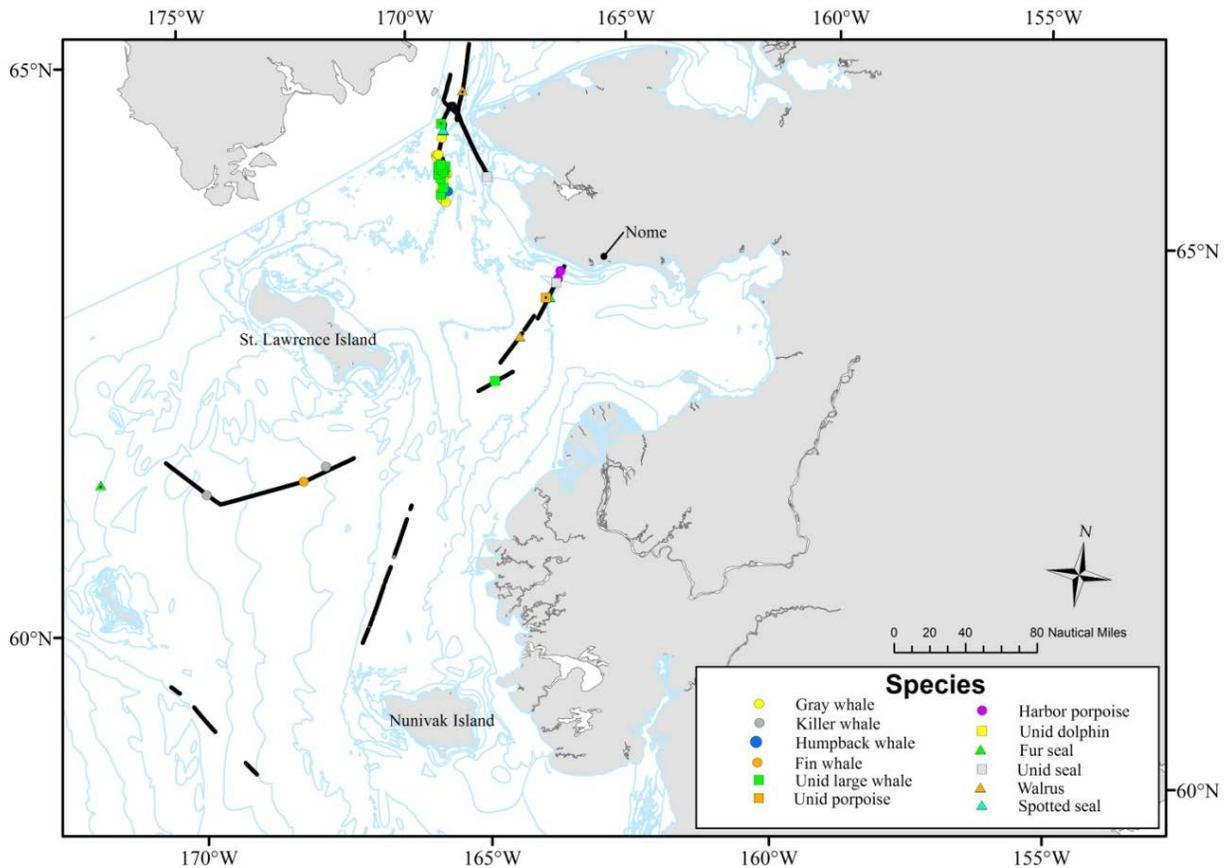 175°W 170°W 165°W 160°W 155°W
65°N
Nome
65°N
St. Lawrence Island
N
60°N
0 20 40 80 Nautical Miles
Species
Gray whale
Killer whale
Humpback whale
Fin whale
Unid large whale
Unid porpoise
Harbor porpoise
Unid dolphin
Fur seal
Unid seal
Walrus
Spotted seal
Nunivak Island
60°N
170°W 165°W 160°W 155°W